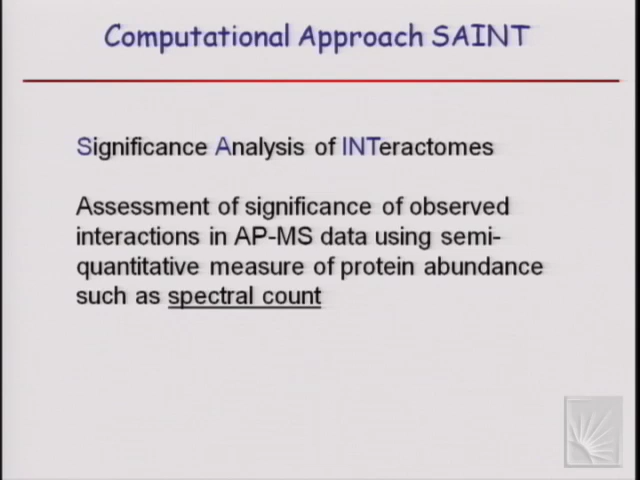 Computational Approach SAINT
Significance Analysis of INTeractomes
Assessment of significance of observed
interactions in AP-MS data using semi-
quantitative measure of protein abundance
such as spectral count